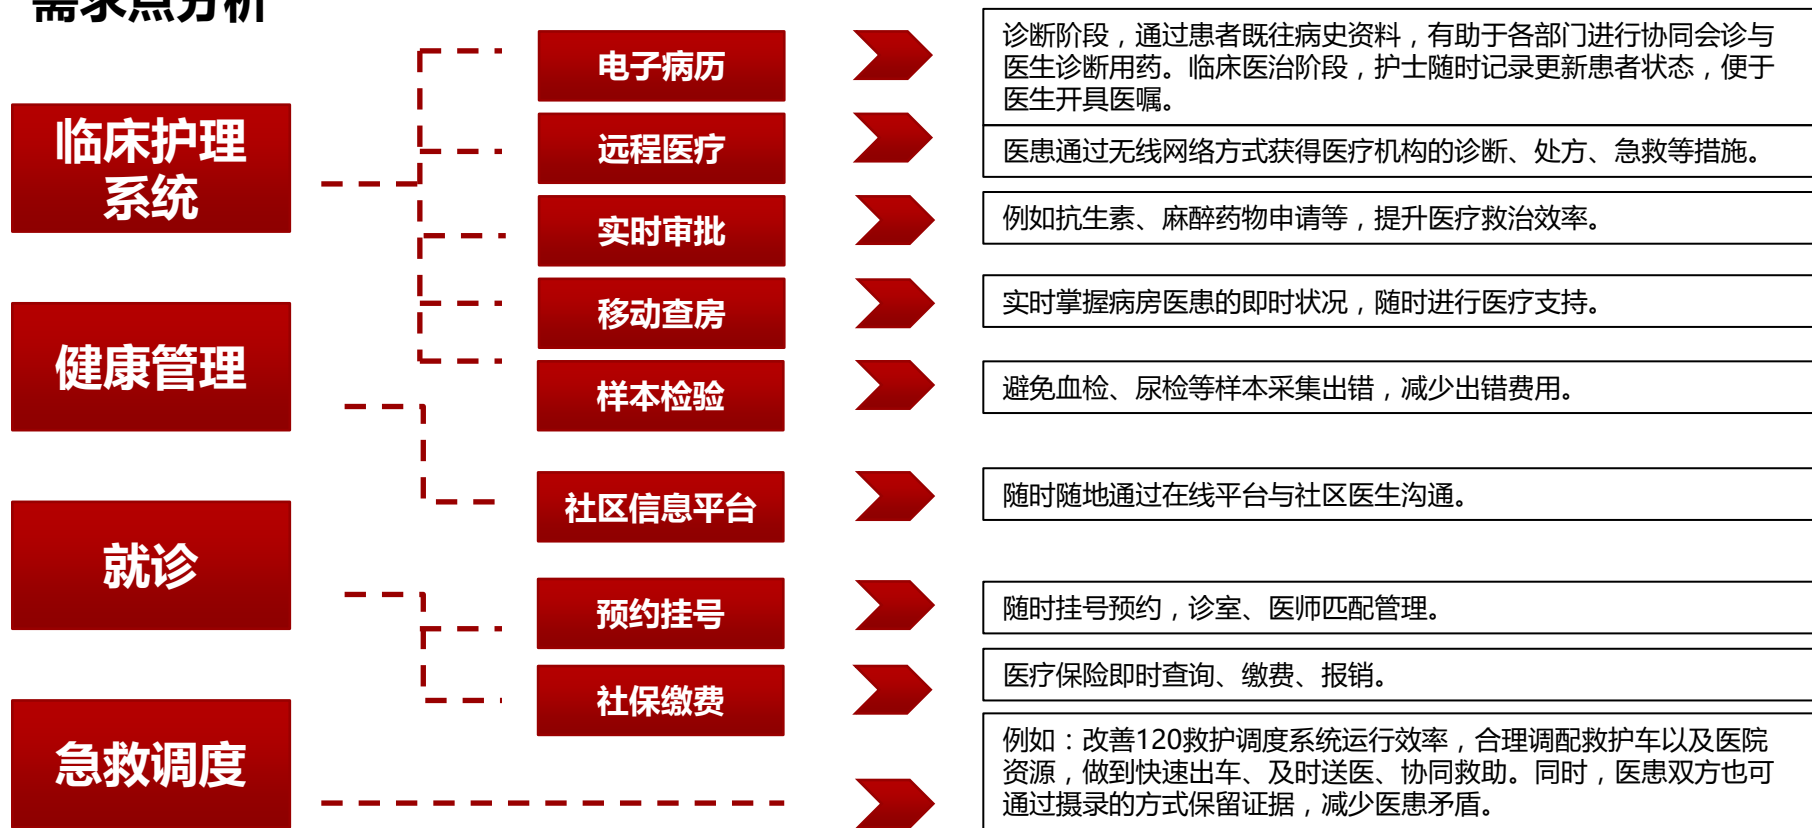 需求点分析
临床护理
系统
电子病历
诊断阶段，通过患者既往病史资料，有助于各部门进行协同会诊与
医生诊断用药。临床医治阶段，护士随时记录更新患者状态，便于
医生开具医嘱。
远程医疗
医患通过无线网络方式获得医疗机构的诊断、处方、急救等措施。
实时审批
例如抗生素、麻醉药物申请等，提升医疗救治效率。
移动查房
实时掌握病房医患的即时状况，随时进行医疗支持。
样本检验
避免血检、尿检等样本采集出错，减少出错费用。
健康管理
社区信息平台
随时随地通过在线平台与社区医生沟通。
就诊
预约挂号
随时挂号预约，诊室、医师匹配管理。
社保缴费
医疗保险即时查询、缴费、报销。
急救调度
例如：改善120救护调度系统运行效率，合理调配救护车以及医院
资源，做到快速出车、及时送医、协同救助。同时，医患双方也可
通过摄录的方式保留证据，减少医患矛盾。